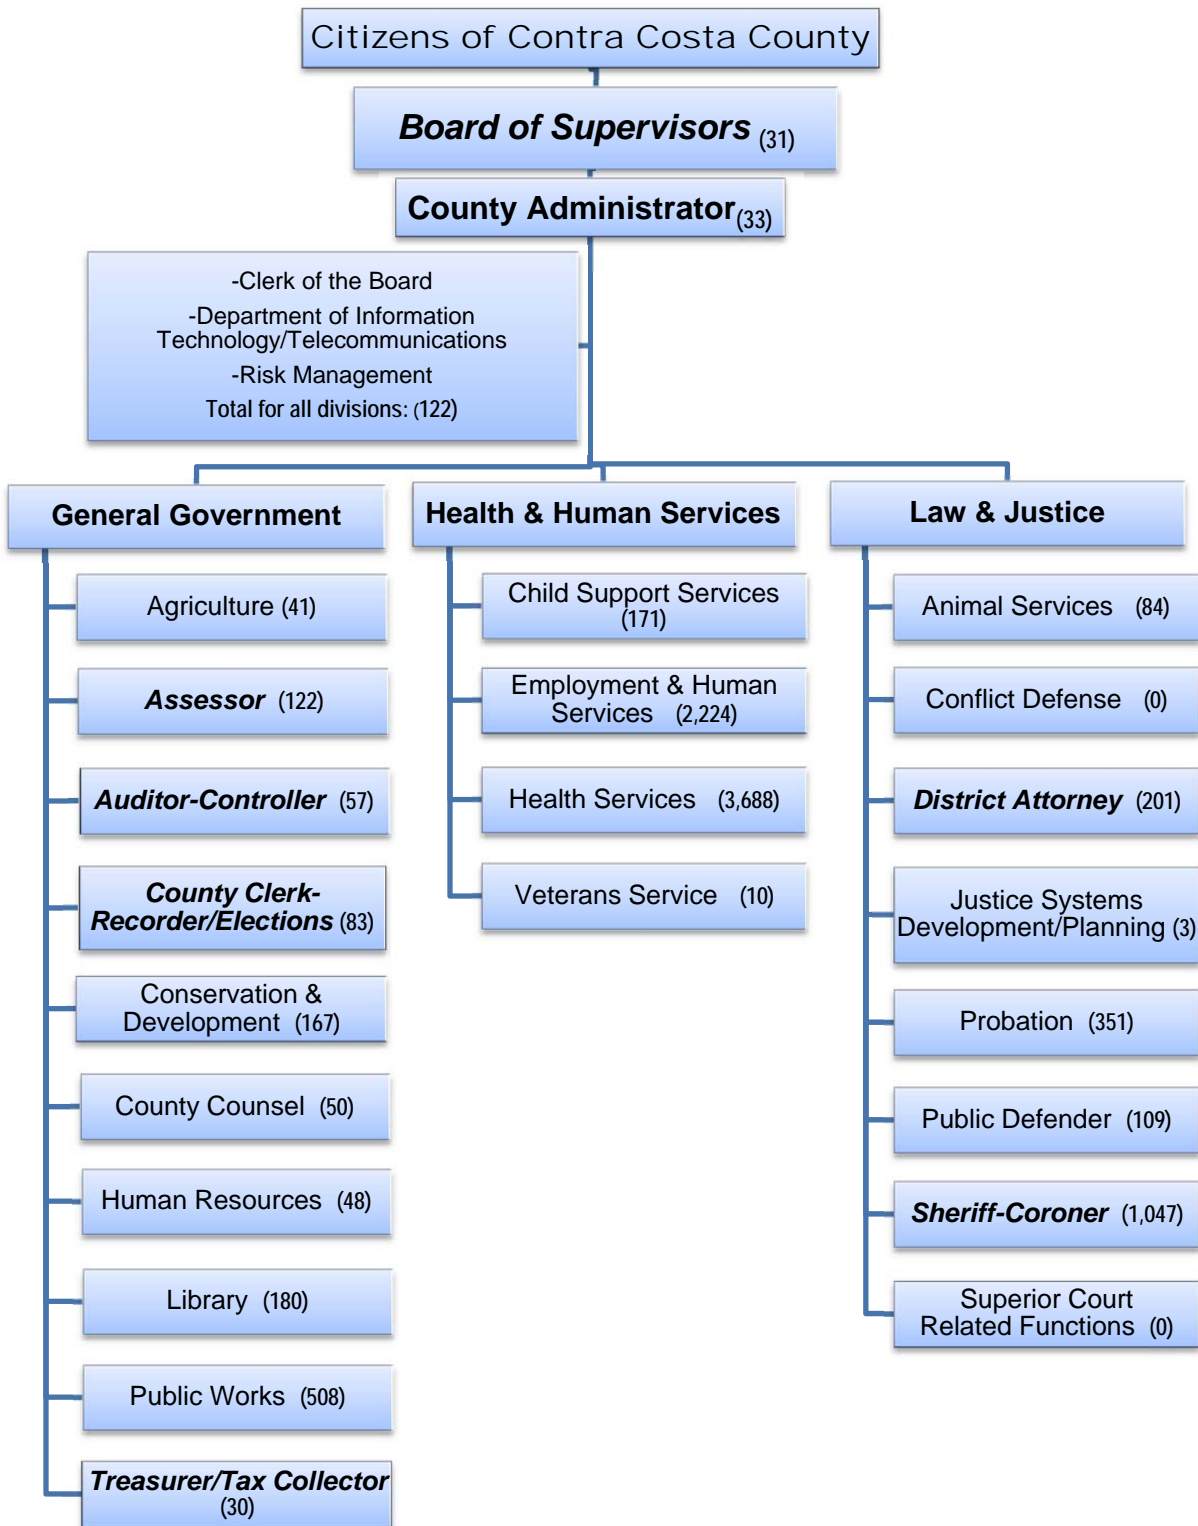 Citizens of Contra Costa County
Board of Supervisors (31)
County Administrator(33)
-Clerk of the Board
-Department of Information
Technology/Telecommunications
-Risk Management
Total for all divisions: (122)
General Government
Agriculture (41)
Assessor (122)
Auditor-Controller (57)
County Clerk-
Recorder/Elections (83)
Conservation &
Development (167)
County Counsel (50)
Human Resources (48)
Library (180)
Public Works (508)
Treasurer/Tax Collector
(30)
Health & Human Services
Child Support Services
(171)
Employment & Human
Services (2,224)
Health Services (3,688)
Veterans Service (10)
Law & Justice
Animal Services (84)
Conflict Defense (0)
District Attorney (201)
Justice Systems
Development/Planning (3)
Probation (351)
Public Defender (109)
Sheriff-Coroner (1,047)
Superior Court
Related Functions (0)